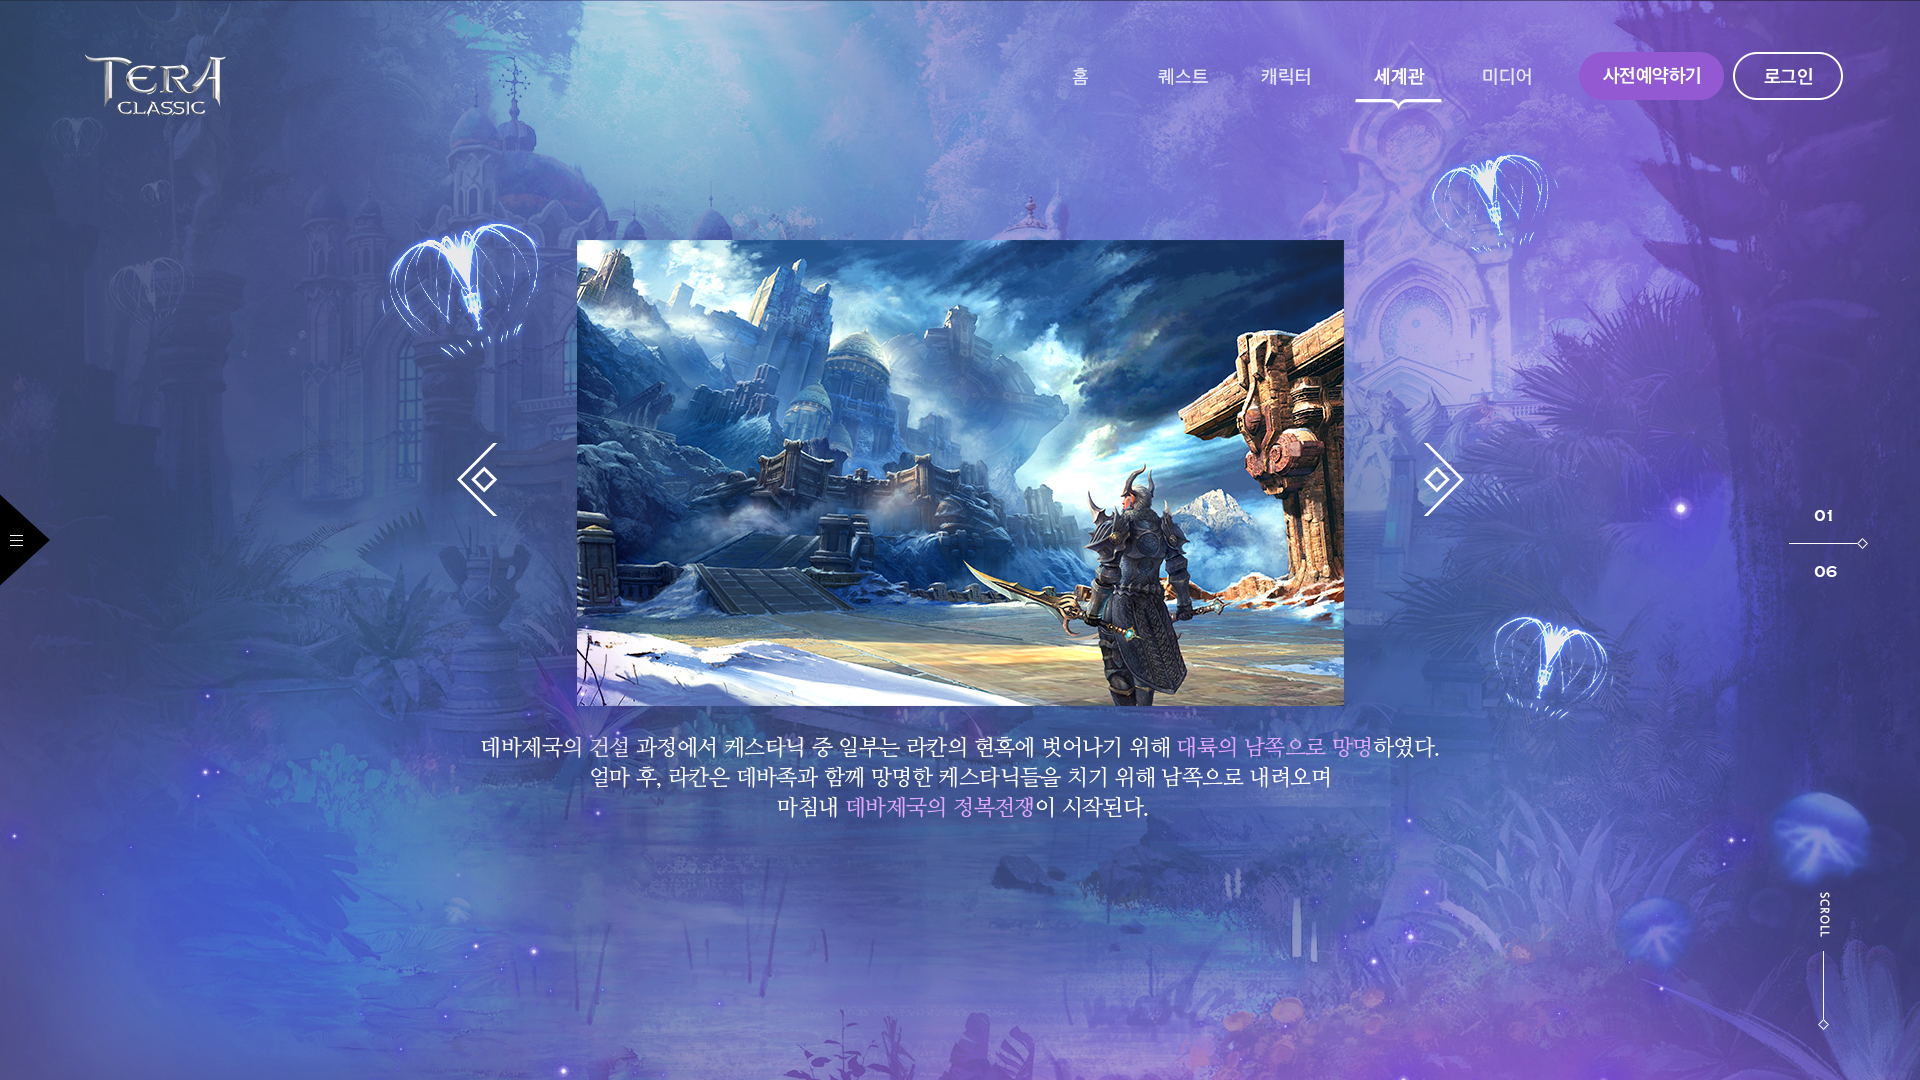 TERA
CLASSIC
홈
퀘스트
캐릭터
세계관
미디어
사전예약하기
로그인
데바제국의 건설 과정에서 케스타닉 중 일부는 라칸의 현혹에 벗어나기 위해 대륙의 남쪽으로 망명하였다.
얼마 후, 라칸은 데바족과 함께 망명한 케스타닉들을 치기 위해 남쪽으로 내려오며
마침내 데바제국의 정복전쟁이 시작된다.
01
06
SCROLL